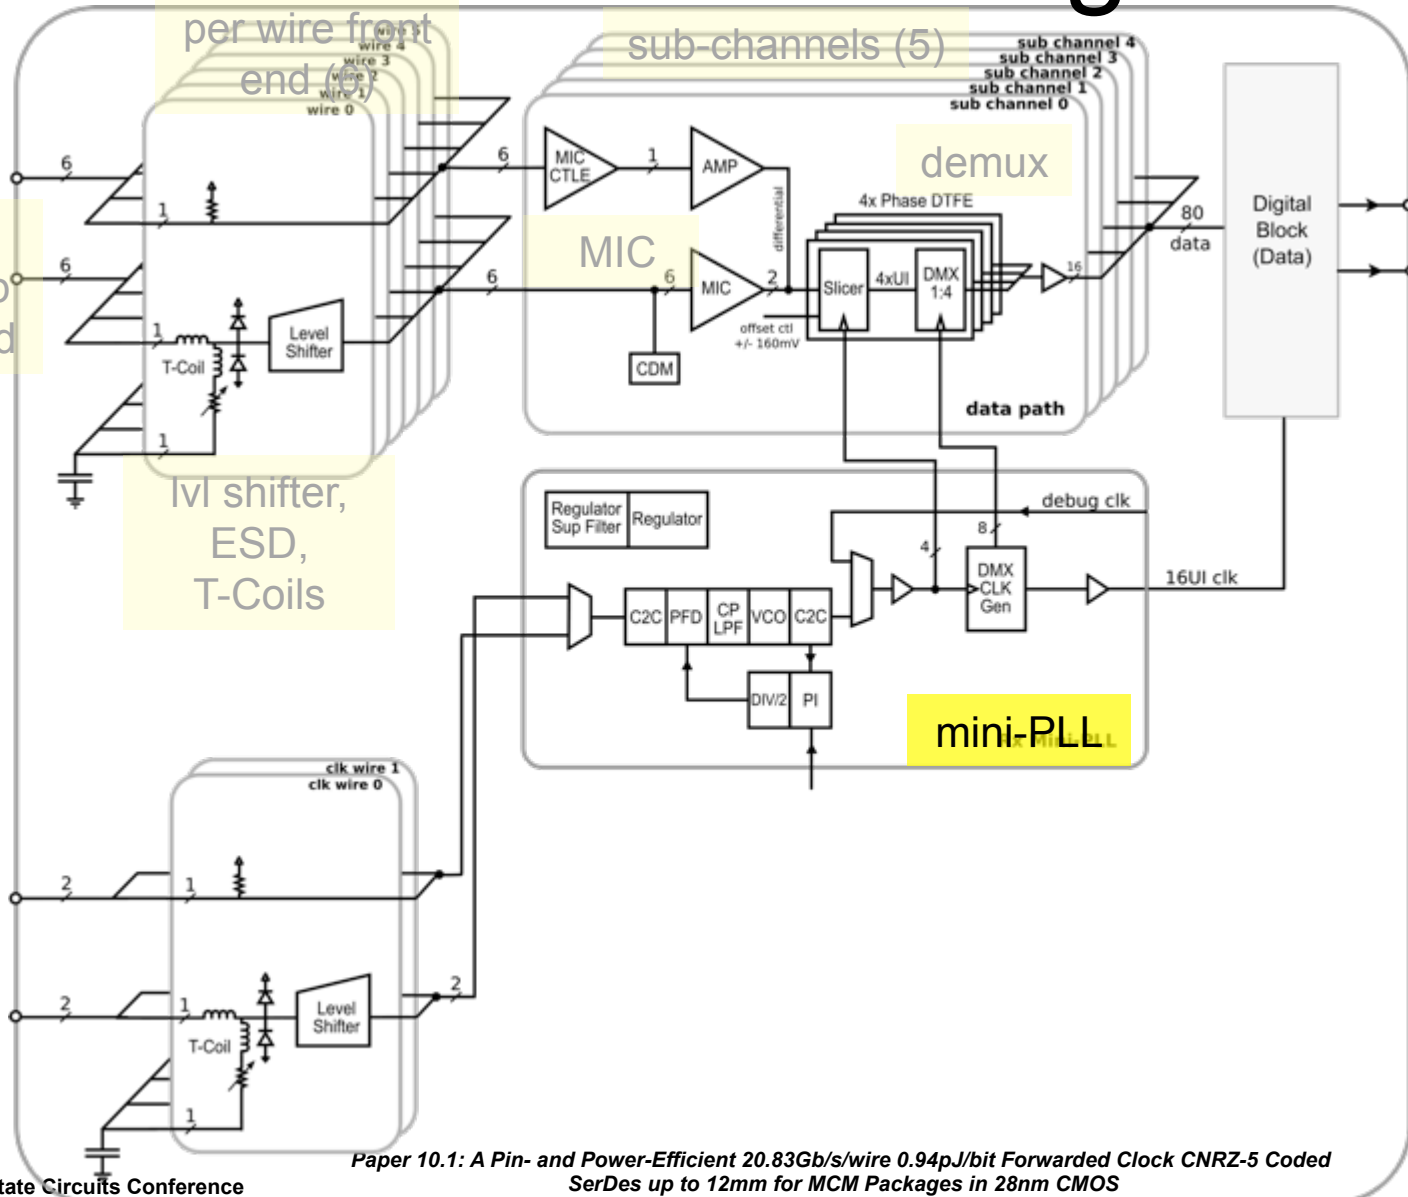 per wire front
end (6)
wire 5
wire 4
wire 3
wire 2
wire 1
wire 0
sub-channels (5)
sub channel 4
sub channel 3
sub channel 2
sub channel 1
sub channel 0
6
1
6
1
T-Coil
Level
Shifter
1
lvl shifter,
ESD,
T-Coils
6
MIC
CTLE
1
AMP
differential
demux
4x Phase DTFE
MIC
6
6
MIC
2
Slicer
4xUI
DMX
1:4
16
offset ctl
+/- 160mV
CDM
data path
80
data
Digital
Block
(Data)
Regulator
Sup Filter
Regulator
debug clk
4
8
DMX
CLK
Gen
16UI clk
C2C
PFD
CP
LPF
VCO
C2C
DIV/2
PI
mini-PLL
Rx Mini-PLL
clk wire 1
clk wire 0
2
1
2
1
T-Coil
Level
Shifter
2
1
Paper 10.1: A Pin- and Power-Efficient 20.83Gb/s/wire 0.94pJ/bit Forwarded Clock CNRZ-5 Coded
SerDes up to 12mm for MCM Packages in 28nm CMOS
tate Circuits Conference